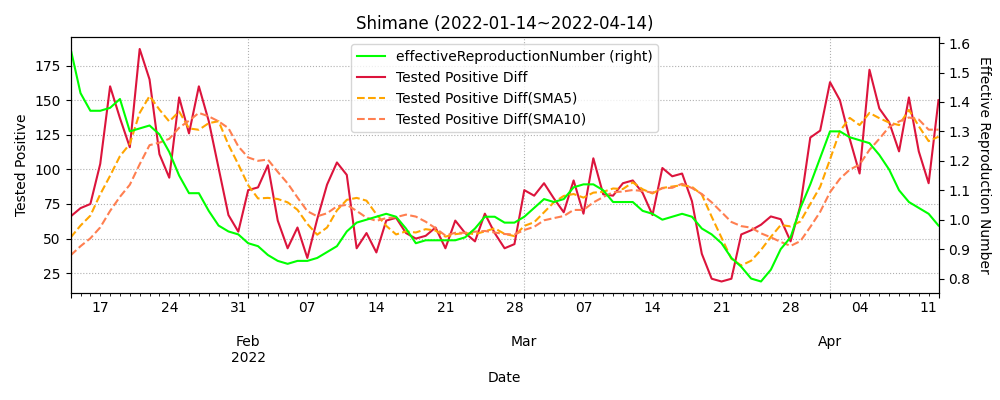 Shimane (2022-01-14~2022-04-14)
effectiveReproductionNumber (right)
Tested Positive Diff
Tested Positive Diff(SMA5)
Tested Positive Diff(SMA10)
Tested Positive
175
150
125
100
75
50
25
1.6
1.5
1.4
1.3
1.2
1.1
1.0
0.9
0.8
Effective Reproduction Number
17 24 31 07 14 21 28 07 14 21 28 04 11
Feb Mar Apr
2022
Date